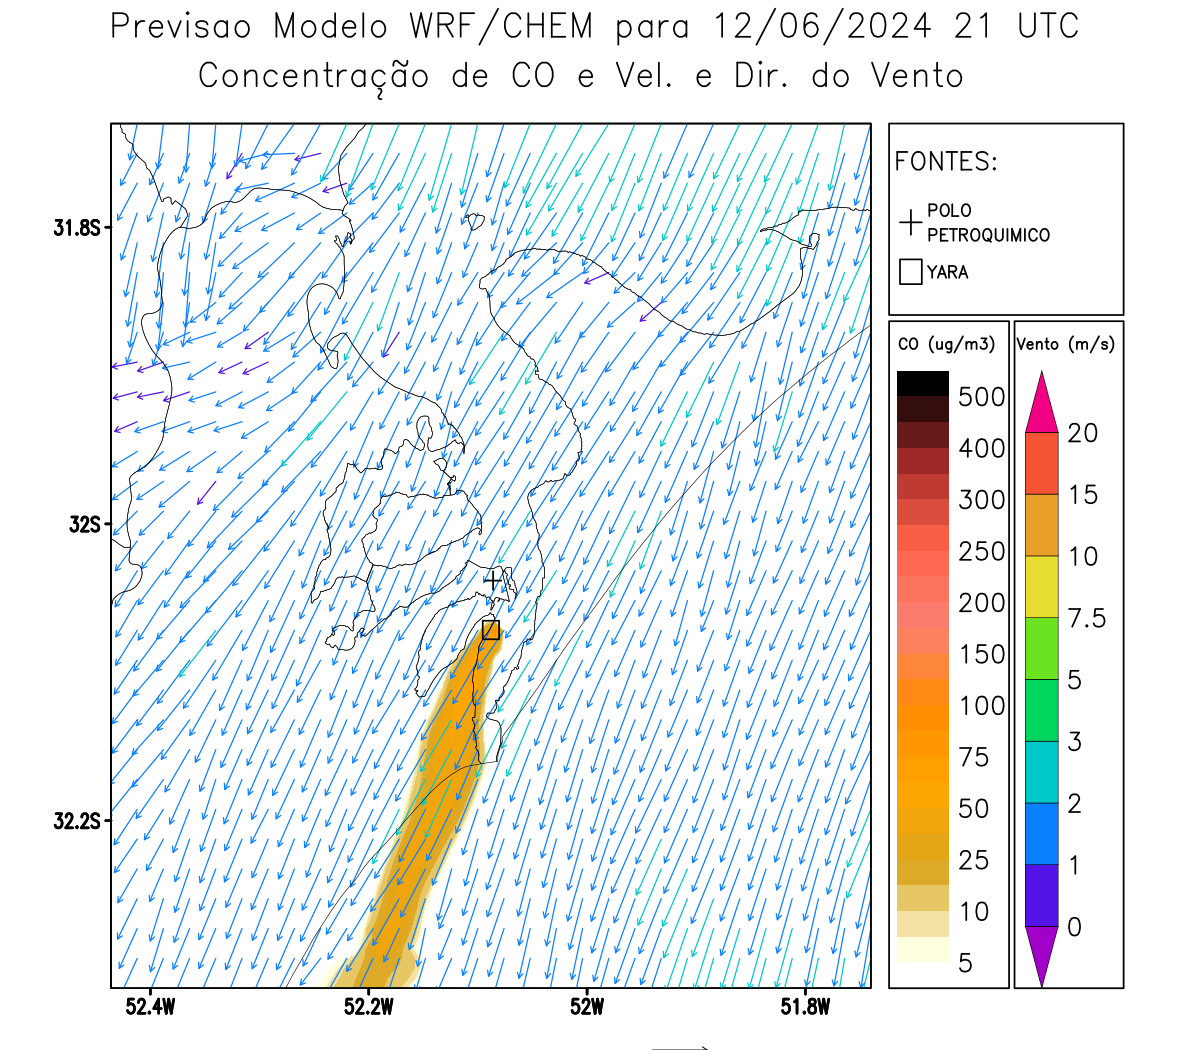 Previsao Modelo WRF/CHEM para 12/06/2024 21 UTC
Concentração de CO e Vel. e Dir. do Vento
FONTES:
POLO
PETROQUIMICO
YARA
CO (ug/m3)
500
400
300
250
200
150
100
75
50
25
10
5
Vento (m/s)
20
15
10
7.5
5
3
2
1
0
31.8S
32S
32.2S
52.4W
52.2W
52W
51.8W